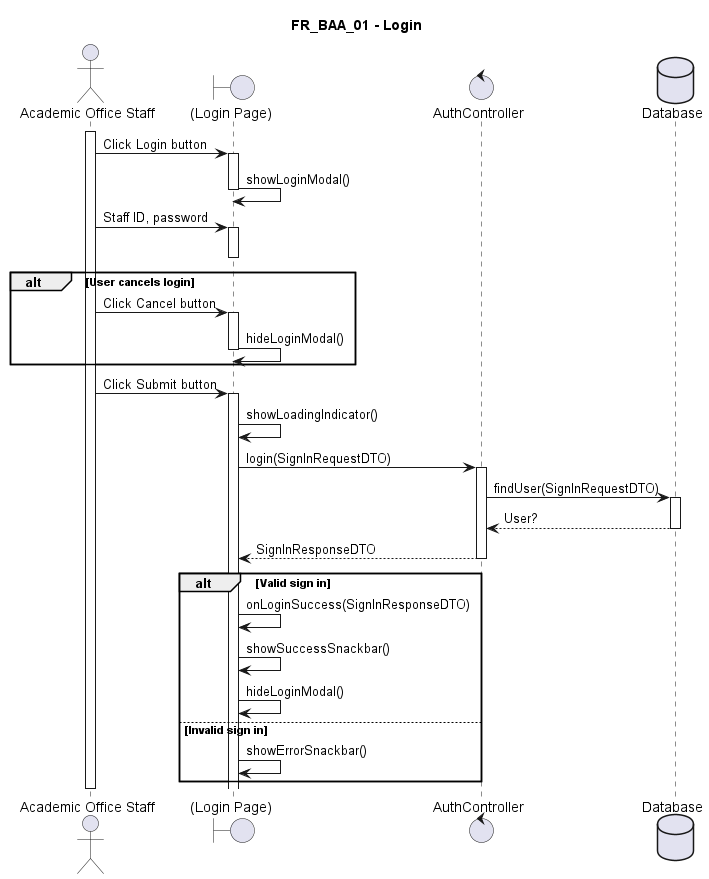 FR_BAA_01 - Login
Academic Office Staff
(Login Page)
AuthController
Database
Click Login button
showLoginModal()
Staff ID, password
alt
[User cancels login]
Click Cancel button
hideLoginModal()
Click Submit button
showLoadingIndicator()
login(SignInRequestDTO)
findUser(SignInRequestDTO)
User?
SignInResponseDTO
alt
[Valid sign in]
onLoginSuccess(SignInResponseDTO)
showSuccessSnackbar()
hideLoginModal()
[Invalid sign in]
showErrorSnackbar()
Academic Office Staff
(Login Page)
AuthController
Database